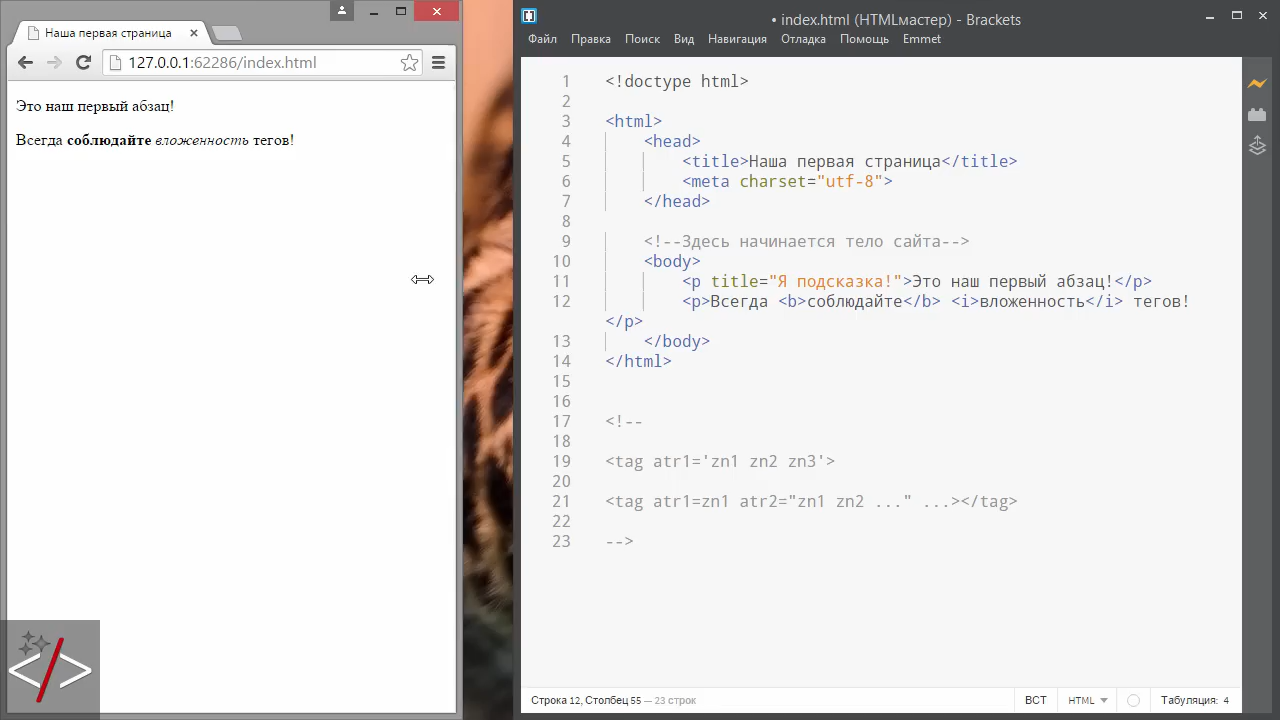 Наша первая страница
127.0.0.1:62286/index.html
Это наш первый абзац!
Всегда соблюдайте вложенность тегов!
</>
• index.html (HTMLмастер) - Brackets
Файл Правка Поиск Вид Навигация Отладка Помощь Emmet
1 <!doctype html>
2
3 <html>
4 <head>
5 <title>Наша первая страница</title>
6 <meta charset="utf-8">
7 </head>
8
9 <!--Здесь начинается тело сайта-->
10 <body>
11 <p title="Я подсказка!">Это наш первый абзац!</p>
12 <p>Всегда <b>соблюдайте</b> <i>вложенность</i> тегов!
</p>
13 </body>
14 </html>
15
16
17 <!--
18
19 <tag atr1='zn1 zn2 zn3'>
20
21 <tag atr1=zn1 atr2="zn1 zn2 ..." ...></tag>
22
23 -->
Строка 12, Столбец 55 — 23 строк
ВСТ HTML Табуляция: 4